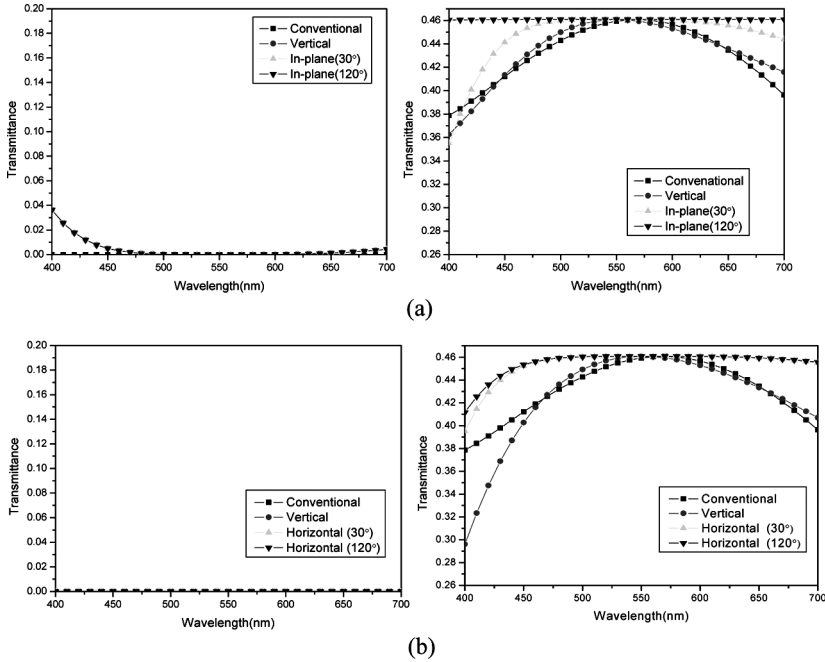 0.20
0.18
0.16
0.14
0.12
0.10
0.08
0.06
0.04
0.02
0.00
Transmittance
400 450 500 550 600 650 700
Wavelength(nm)
Conventional
Vertical
In-plane(30°)
In-plane(120°)
0.46
0.44
0.42
0.40
0.38
0.36
0.34
0.32
0.30
0.28
0.26
Transmittance
400 450 500 550 600 650 700
Wavelength(nm)
Convenational
Vertical
In-plane(30°)
In-plane(120°)
(a)
0.20
0.18
0.16
0.14
0.12
0.10
0.08
0.06
0.04
0.02
0.00
Transmittance
400 450 500 550 600 650 700
Wavelength(nm)
Conventional
Vertical
Horizontal (30°)
Horizontal (120°)
0.46
0.44
0.42
0.40
0.38
0.36
0.34
0.32
0.30
0.28
0.26
Transmittance
400 450 500 550 600 650 700
Wavelength(nm)
Conventional
Vertical
Horizontal (30°)
Horizontal (120°)
(b)